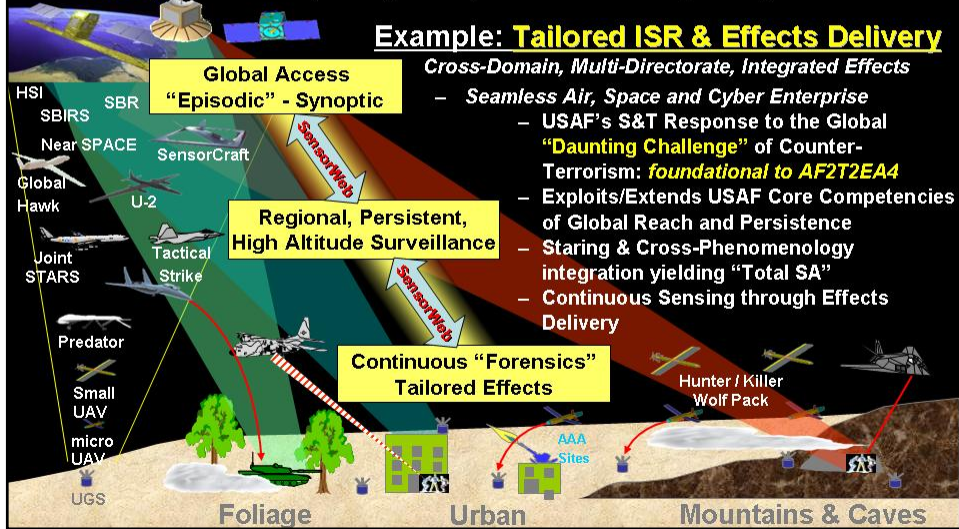 Example: Tailored ISR & Effects Delivery
Cross-Domain, Multi-Directorate, Integrated Effects
– Seamless Air, Space and Cyber Enterprise
– USAF's S&T Response to the Global
"Daunting Challenge" of Counter-
Terrorism: foundational to AF2T2EA4
– Exploits/Extends USAF Core Competencies
of Global Reach and Persistence
– Staring & Cross-Phenomenology
integration yielding "Total SA"
– Continuous Sensing through Effects
Delivery
Global Access
"Episodic" - Synoptic
SensorWeb
Regional, Persistent,
High Altitude Surveillance
SensorWeb
Continuous "Forensics"
Tailored Effects
HSI
SBIRS
SBR
Near SPACE
SensorCraft
Global
Hawk
U-2
Joint
STARS
Tactical
Strike
Predator
Small
UAV
micro
UAV
UGS
AAA
Sites
Hunter / Killer
Wolf Pack
Foliage
Urban
Mountains & Caves